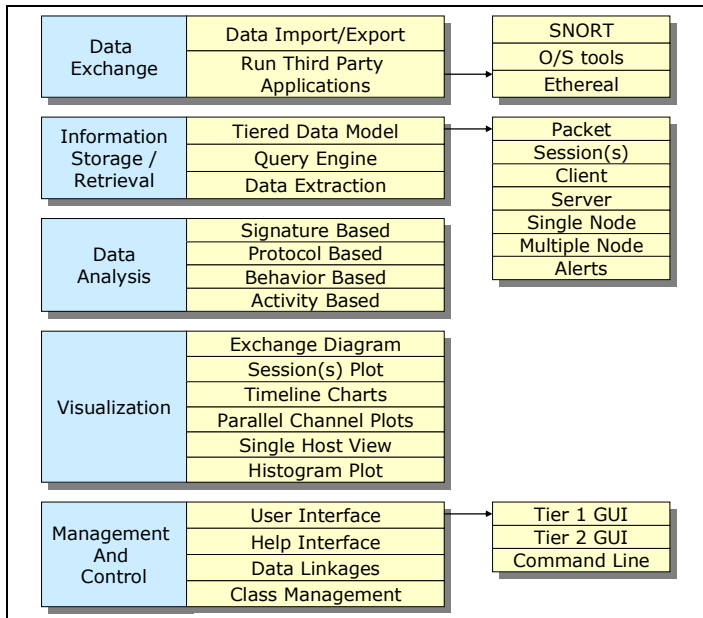 Data
Exchange
Data Import/Export
Run Third Party
Applications
SNORT
O/S tools
Ethereal
Information
Storage /
Retrieval
Tiered Data Model
Query Engine
Data Extraction
Packet
Session(s)
Client
Server
Single Node
Multiple Node
Alerts
Data
Analysis
Signature Based
Protocol Based
Behavior Based
Activity Based
Visualization
Exchange Diagram
Session(s) Plot
Timeline Charts
Parallel Channel Plots
Single Host View
Histogram Plot
Management
And
Control
User Interface
Help Interface
Data Linkages
Class Management
Tier 1 GUI
Tier 2 GUI
Command Line